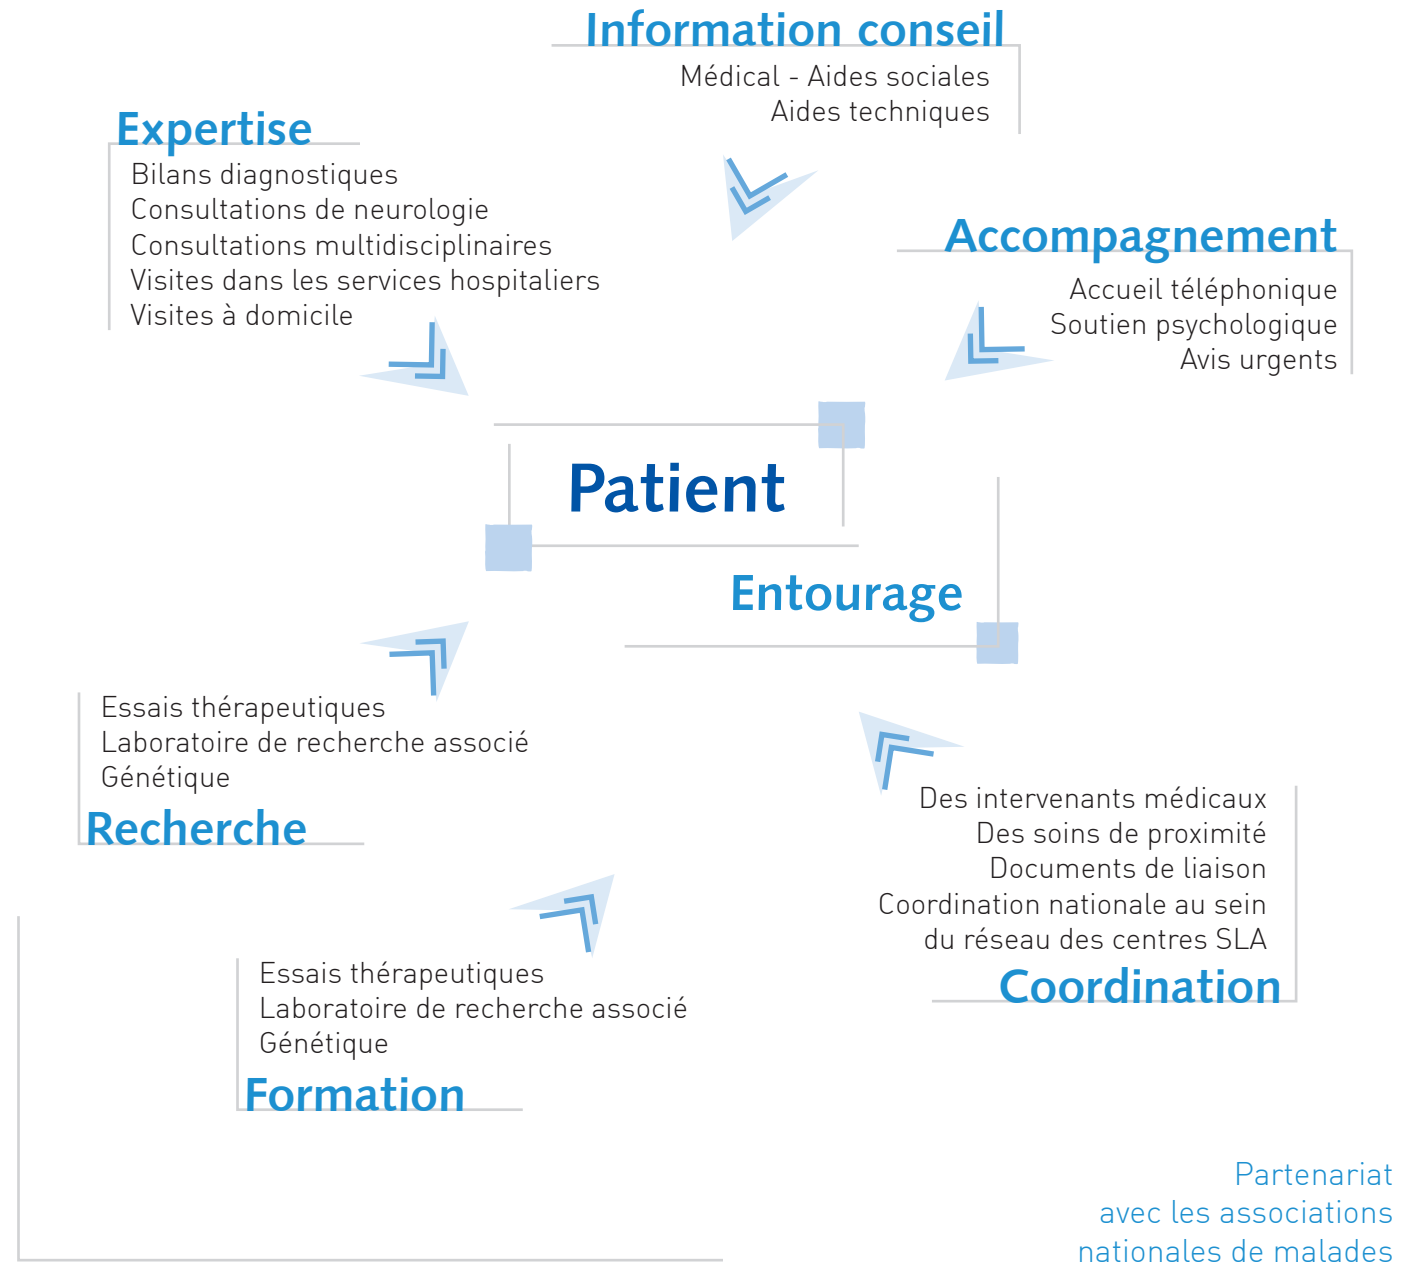 Information conseil
Médical - Aides sociales
Aides techniques
Expertise
Bilans diagnostiques
Consultations de neurologie
Consultations multidisciplinaires
Visites dans les services hospitaliers
Visites à domicile
Accompagnement
Accueil téléphonique
Soutien psychologique
Avis urgents
Patient
Entourage
Essais thérapeutiques
Laboratoire de recherche associé
Génétique
Recherche
Des intervenants médicaux
Des soins de proximité
Documents de liaison
Coordination nationale au sein
du réseau des centres SLA
Coordination
Essais thérapeutiques
Laboratoire de recherche associé
Génétique
Formation
Partenariat
avec les associations
nationales de malades